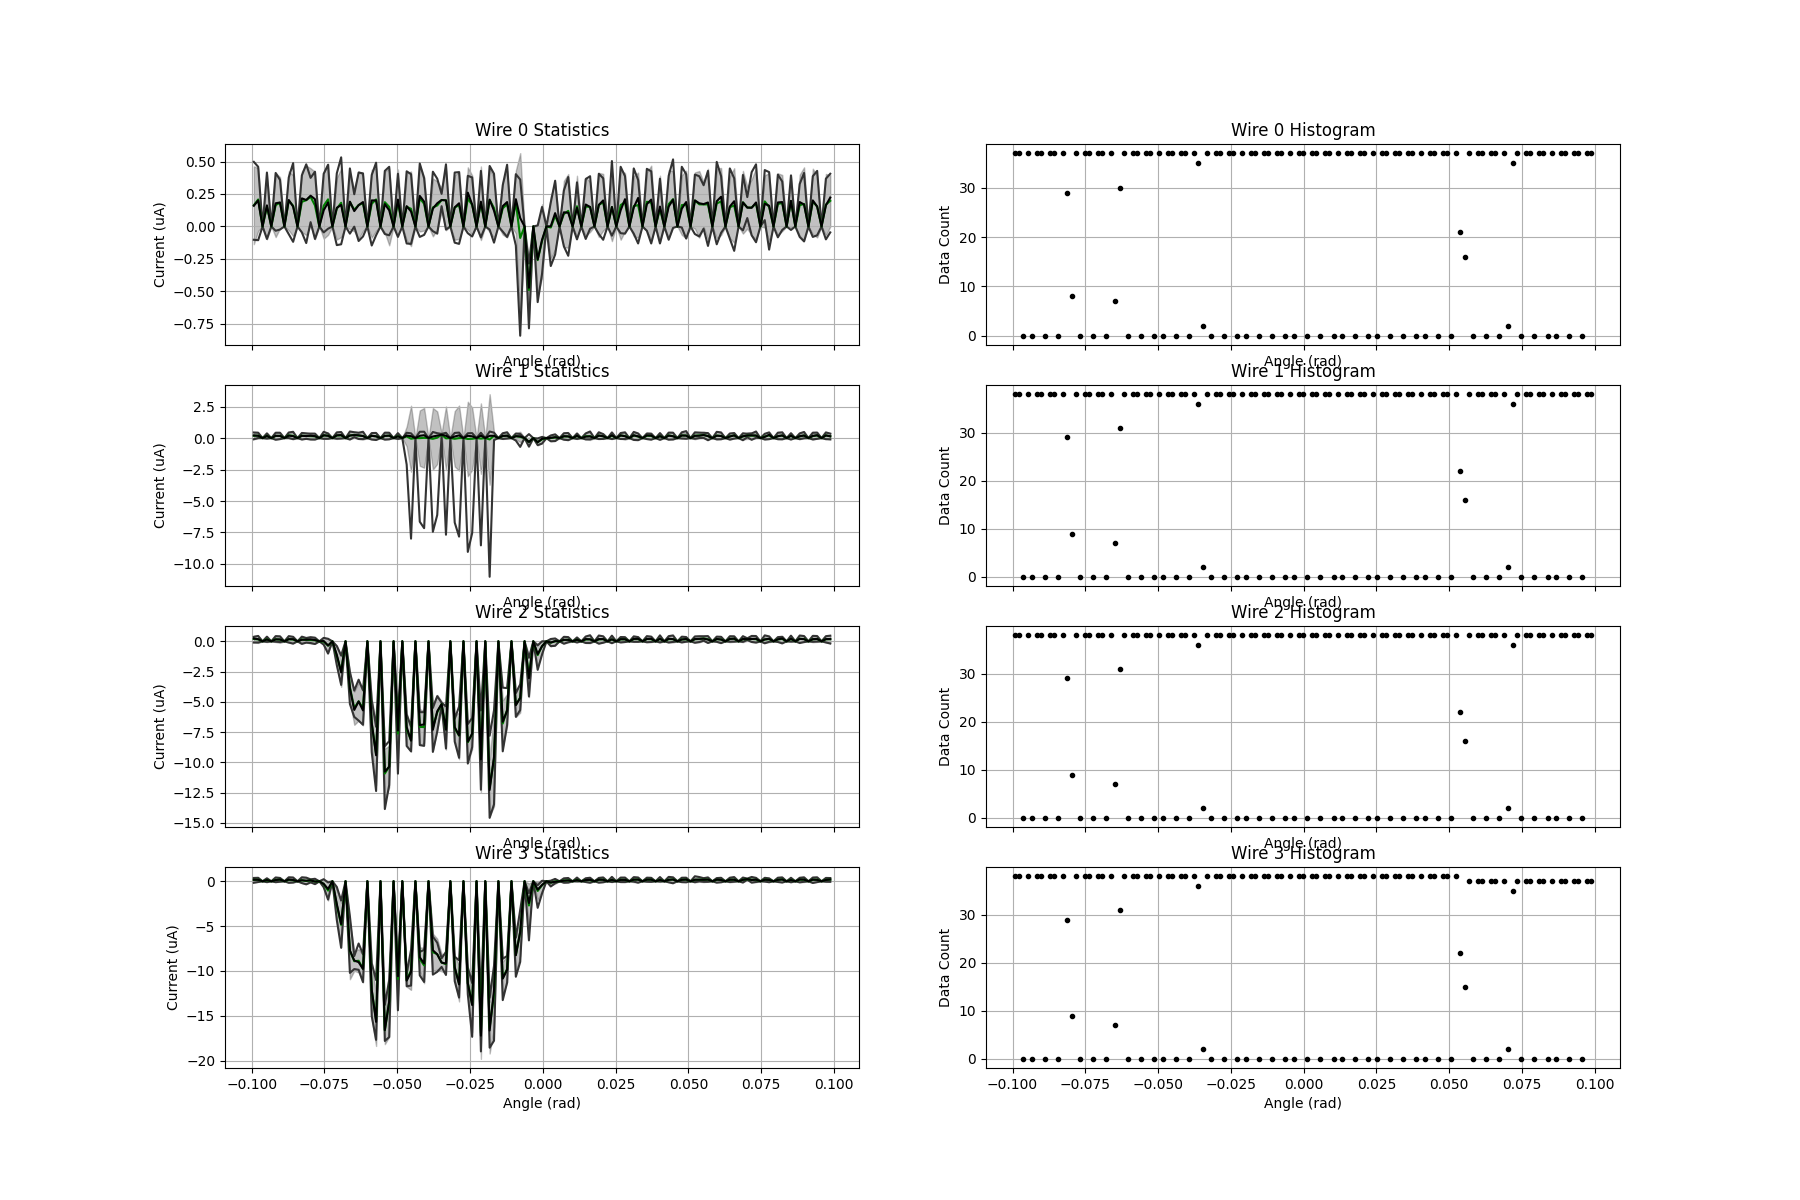 Wire 0 Statistics
Current (uA)
0.50
0.25
0.00
−0.25
−0.50
−0.75
Angle (rad)
Wire 0 Histogram
Data Count
30
20
10
0
Angle (rad)
Wire 1 Statistics
Current (uA)
2.5
0.0
−2.5
−5.0
−7.5
−10.0
Angle (rad)
Wire 1 Histogram
Data Count
30
20
10
0
Angle (rad)
Wire 2 Statistics
Current (uA)
0.0
−2.5
−5.0
−7.5
−10.0
−12.5
−15.0
Angle (rad)
Wire 2 Histogram
Data Count
30
20
10
0
Angle (rad)
Wire 3 Statistics
Current (uA)
0
−5
−10
−15
−20
−0.100 −0.075 −0.050 −0.025 0.000 0.025 0.050 0.075 0.100
Angle (rad)
Wire 3 Histogram
Data Count
30
20
10
0
−0.100 −0.075 −0.050 −0.025 0.000 0.025 0.050 0.075 0.100
Angle (rad)